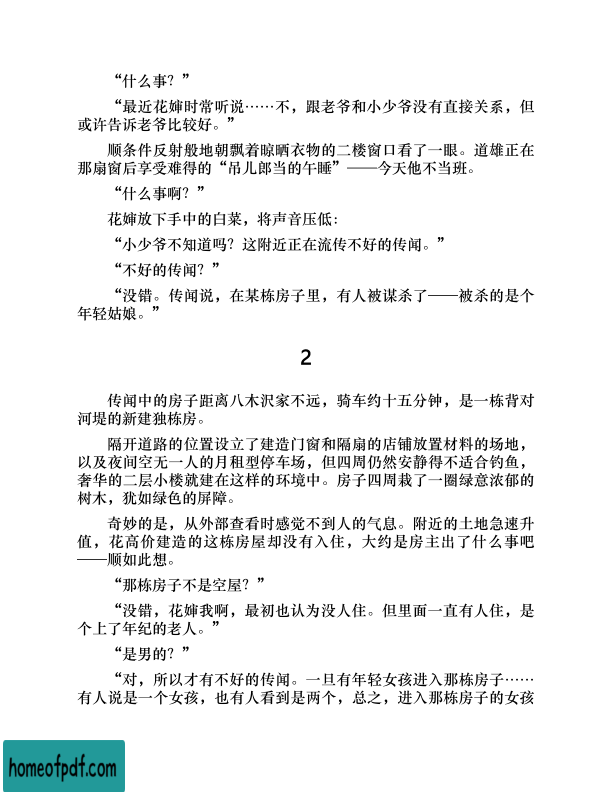 “什么事？”
“最近花婶时常听说……不，跟老爷和小少爷没有直接关系，但
或许告诉老爷比较好。”
顺条件反射般地朝飘着晾晒衣物的二楼窗口看了一眼。道雄正在
那扇窗后享受难得的“吊儿郎当的午睡”——今天他不当班。
“什么事啊？”
花婶放下手中的白菜，将声音压低：
“小少爷不知道吗？这附近正在流传不好的传闻。”
“不好的传闻？”
“没错。传闻说，在某栋房子里，有人被谋杀了——被杀的是个
年轻姑娘。”
2
传闻中的房子距离八木沢家不远，骑车约十五分钟，是一栋背对
河堤的新建独栋房。
隔开道路的位置设立了建造门窗和隔扇的店铺放置材料的场地，
以及夜间空无一人的月租型停车场，但四周仍然安静得不适合钓鱼，
奢华的二层小楼就建在这样的环境中。房子四周栽了一圈绿意浓郁的
树木，犹如绿色的屏障。
奇妙的是，从外部查看时感觉不到人的气息。附近的土地急速升
值，花高价建造的这栋房屋却没有入住，大约是房主出了什么事吧
——顺如此想。
“那栋房子不是空屋？”
“没错，花婶我啊，最初也认为没人住。但里面一直有人住，是
个上了年纪的老人。”
“是男的？”
“对，所以才有不好的传闻。一旦有年轻女孩进入那栋房子……
有人说是一个女孩，也有人看到是两个，总之，进入那栋房子的女孩
homeofpdf.com